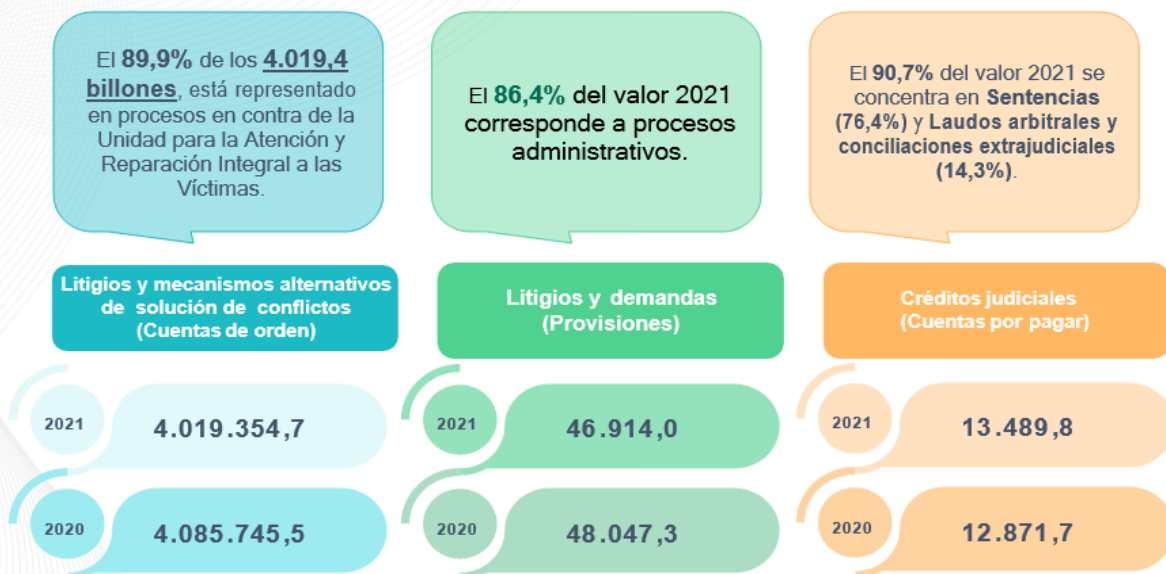 El 89,9% de los 4.019,4
billones, está representado
en procesos en contra de la
Unidad para la Atención y
Reparación Integral a las
Víctimas.
El 86,4% del valor 2021
corresponde a procesos
administrativos.
El 90,7% del valor 2021 se
concentra en Sentencias
(76,4%) y Laudos arbitrales y
conciliaciones extrajudiciales
(14,3%).
Litigios y mecanismos alternativos
de solución de conflictos
(Cuentas de orden)
Litigios y demandas
(Provisiones)
Créditos judiciales
(Cuentas por pagar)
2021
4.019.354,7
2021
46.914,0
2021
13.489,8
2020
4.085.745,5
2020
48.047,3
2020
12.871,7